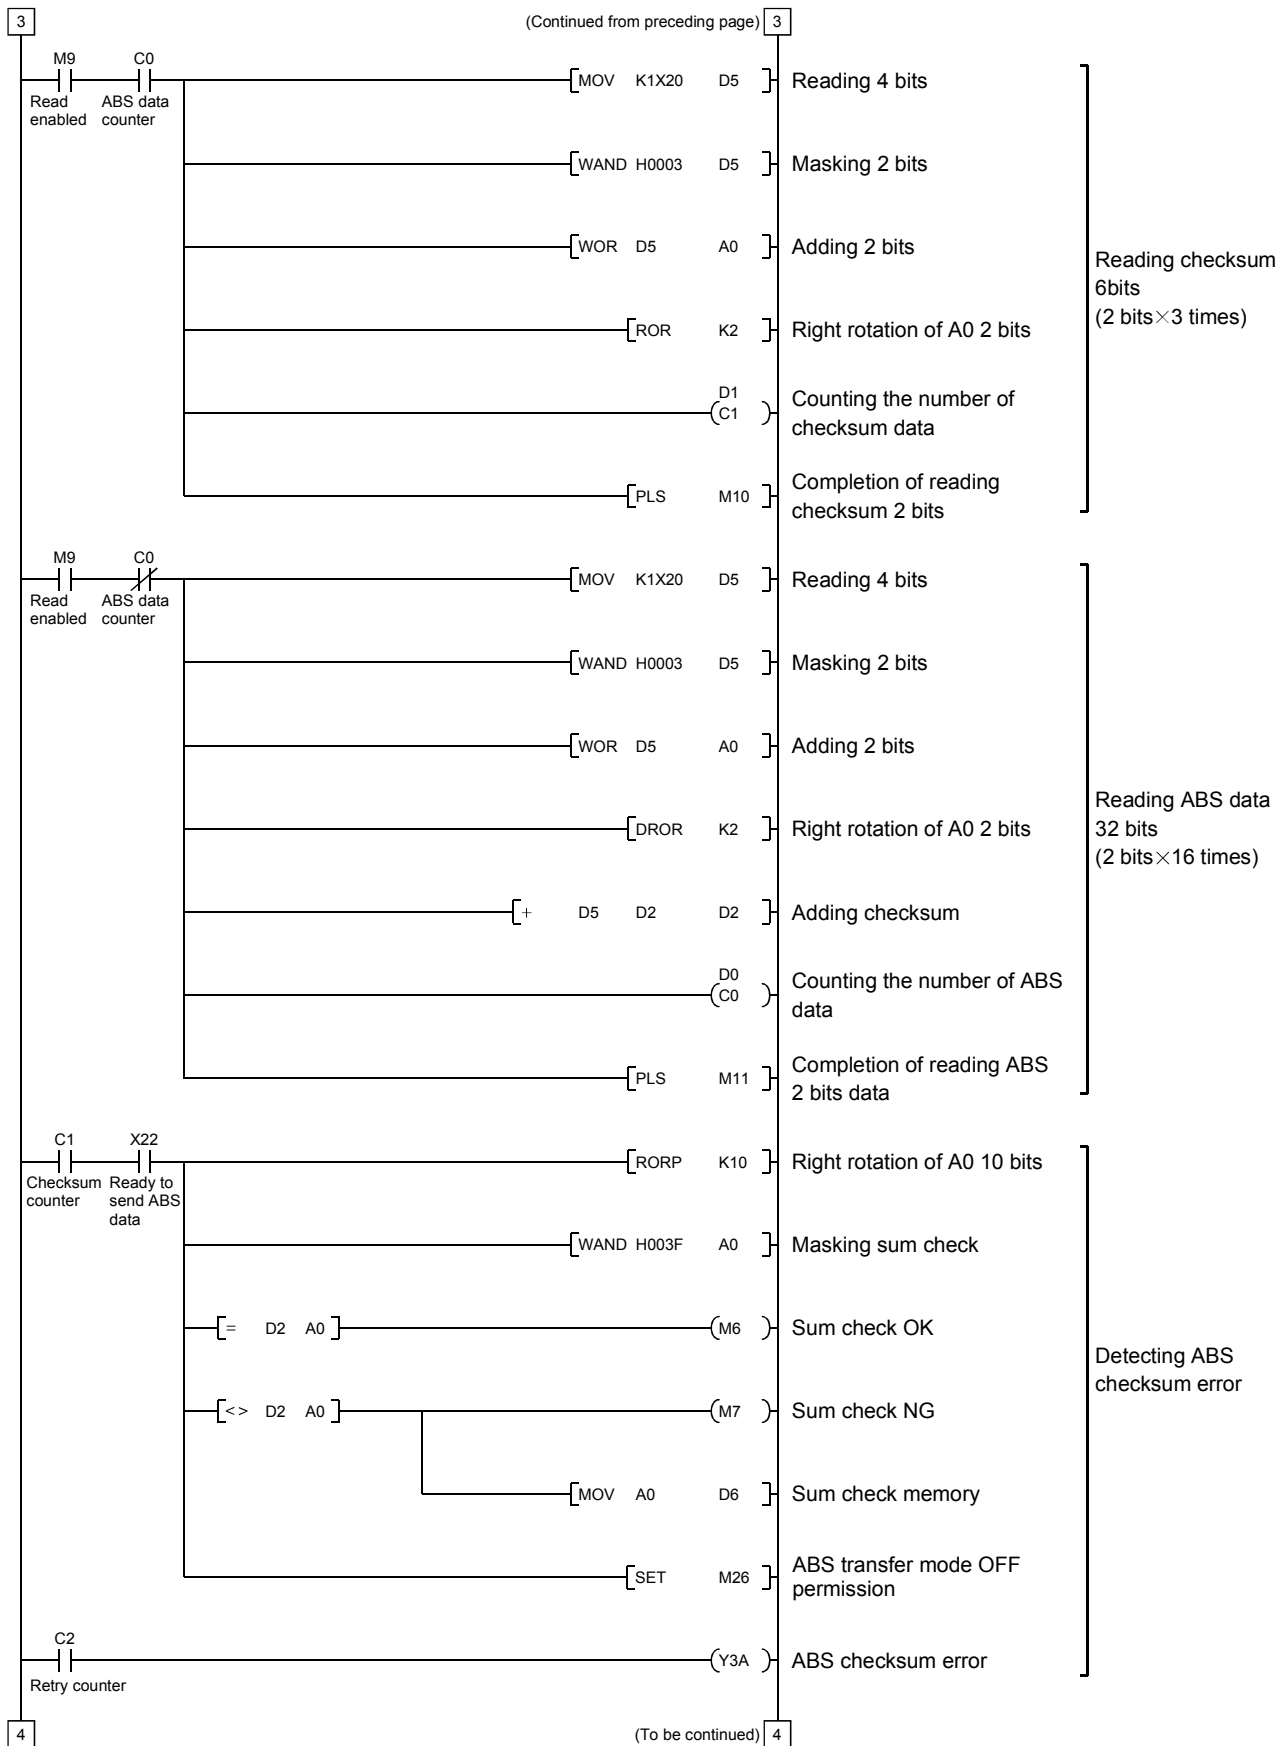 3 (Continued from preceding page) 3
M9 C0
Read enabled
ABS data counter
MOV K1X20 D5 Reading 4 bits
WAND H0003 D5 Masking 2 bits
WOR D5 A0 Adding 2 bits
ROR K2 Right rotation of A0 2 bits
D1
C1 Counting the number of
checksum data
PLS M10 Completion of reading
checksum 2 bits
Reading checksum
6bits
(2 bits×3 times)
M9 C0
Read enabled
ABS data counter
MOV K1X20 D5 Reading 4 bits
WAND H0003 D5 Masking 2 bits
WOR D5 A0 Adding 2 bits
DROR K2 Right rotation of A0 2 bits
+ D5 D2 D2 Adding checksum
D0
C0 Counting the number of ABS
data
PLS M11 Completion of reading ABS
2 bits data
Reading ABS data
32 bits
(2 bits×16 times)
C1 X22
Checksum counter
Ready to send ABS data
RORP K10 Right rotation of A0 10 bits
WAND H003F A0 Masking sum check
= D2 A0 M6 Sum check OK
<> D2 A0 M7 Sum check NG
MOV A0 D6 Sum check memory
SET M26 ABS transfer mode OFF
permission
Detecting ABS
checksum error
C2
Retry counter
Y3A ABS checksum error
4 (To be continued) 4